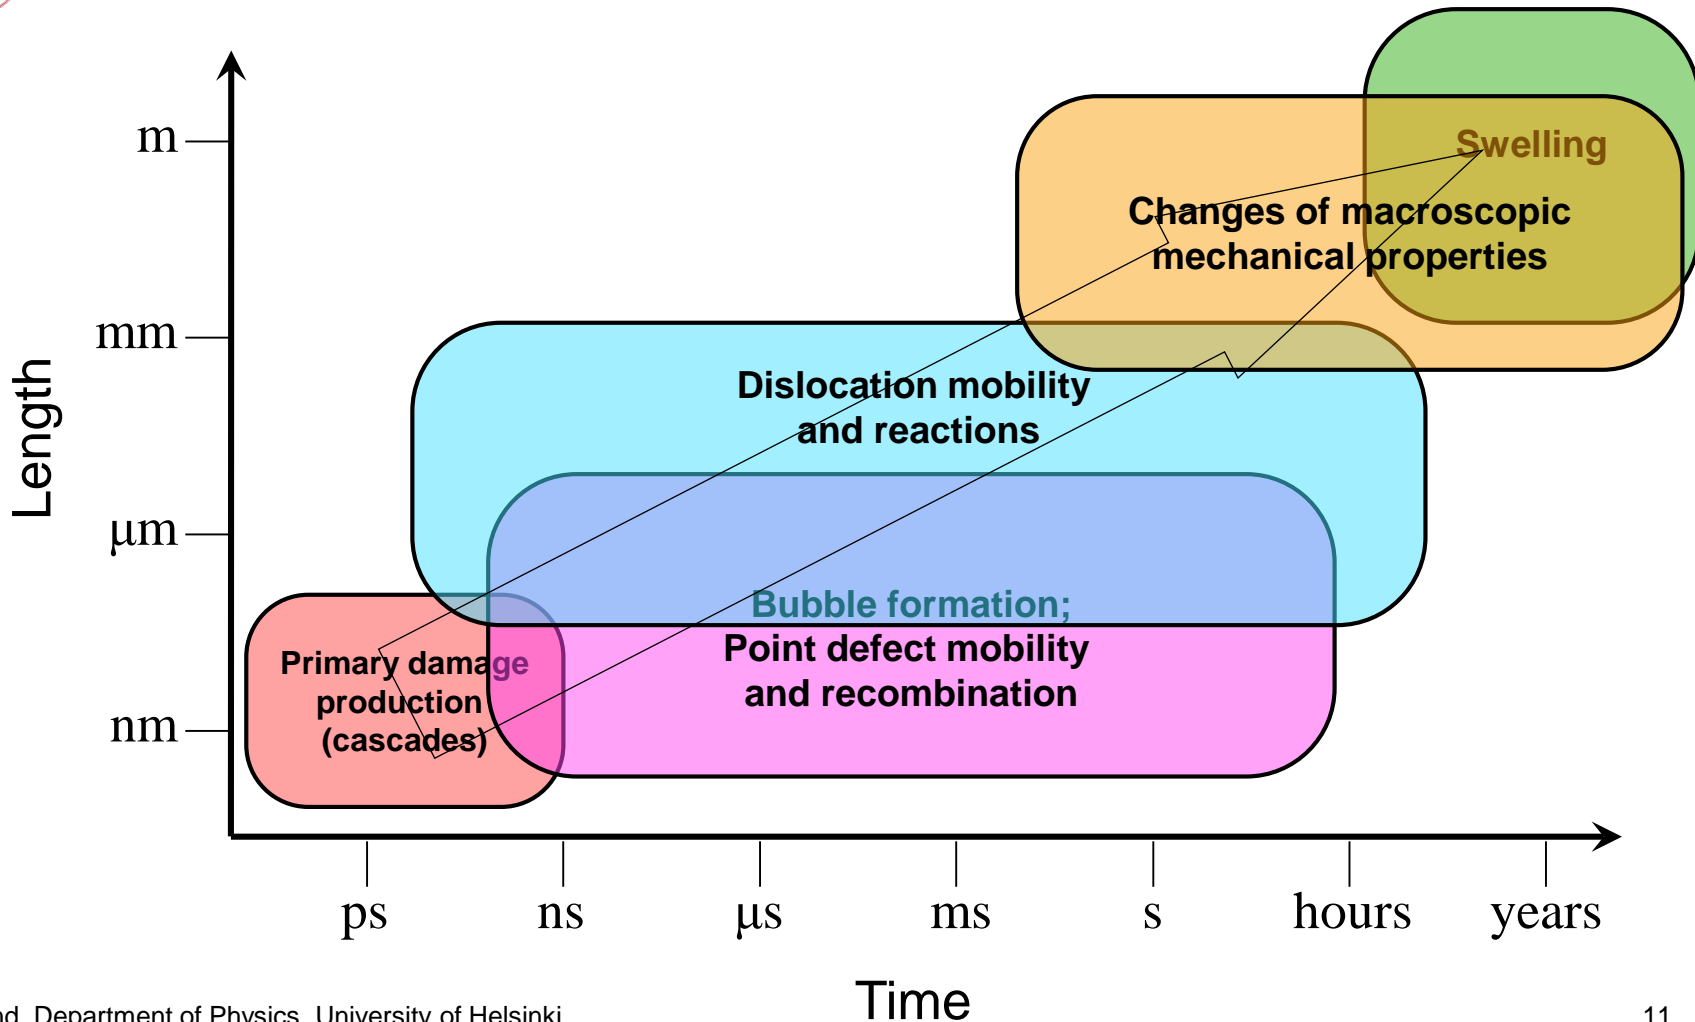 m
mm
μm
nm
Length
Swelling
Changes of macroscopic
mechanical properties
Dislocation mobility
and reactions
Bubble formation;
Point defect mobility
and recombination
Primary damage
production
(cascades)
ps
ns
μs
ms
s
hours
years
Time
Department of Physics, University of Helsinki
11